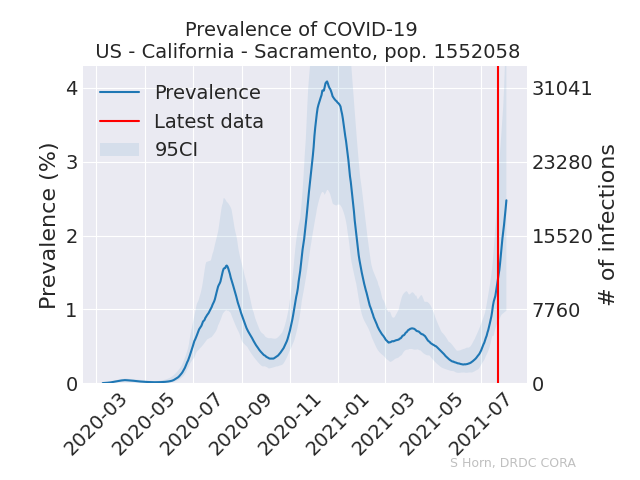 Prevalence of COVID-19
US - California - Sacramento, pop. 1552058
Prevalence
Latest data
95CI
Prevalence (%)
4
3
2
1
0
31041
23280
15520
7760
0
# of infections
2020-03
2020-05
2020-07
2020-09
2020-11
2021-01
2021-03
2021-05
2021-07
S Horn, DRDC CORA